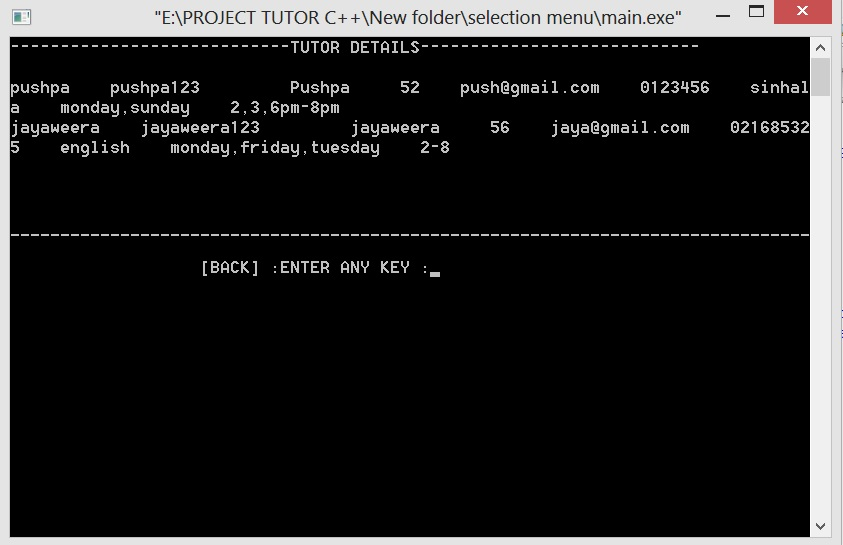 "E:\PROJECT TUTOR C++\New folder\selection menu\main.exe"
----------------------------TUTOR DETAILS----------------------------
pushpa    pushpa123         Pushpa     52    push@gmail.com    0123456    sinhal
a    monday,sunday    2,3,6pm-8pm
jayaweera    jayaweera123         jayaweera     56    jaya@gmail.com    02168532
5    english    monday,friday,tuesday    2-8
--------------------------------------------------------------------------------
[BACK] :ENTER ANY KEY :_